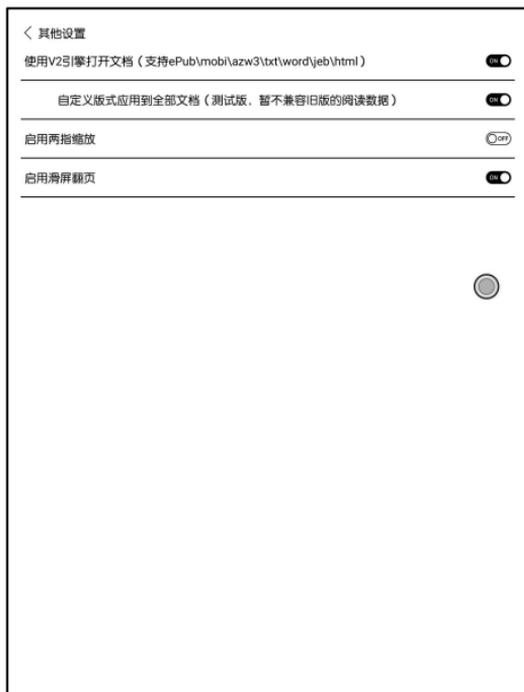 < 其他设置
使用V2引擎打开文档（支持ePub\mobi\azw3\txt\word\jeb\html） ON
自定义版式应用到全部文档（测试版，暂不兼容旧版的阅读数据） ON
启用两指缩放 OFF
启用滑屏翻页 ON